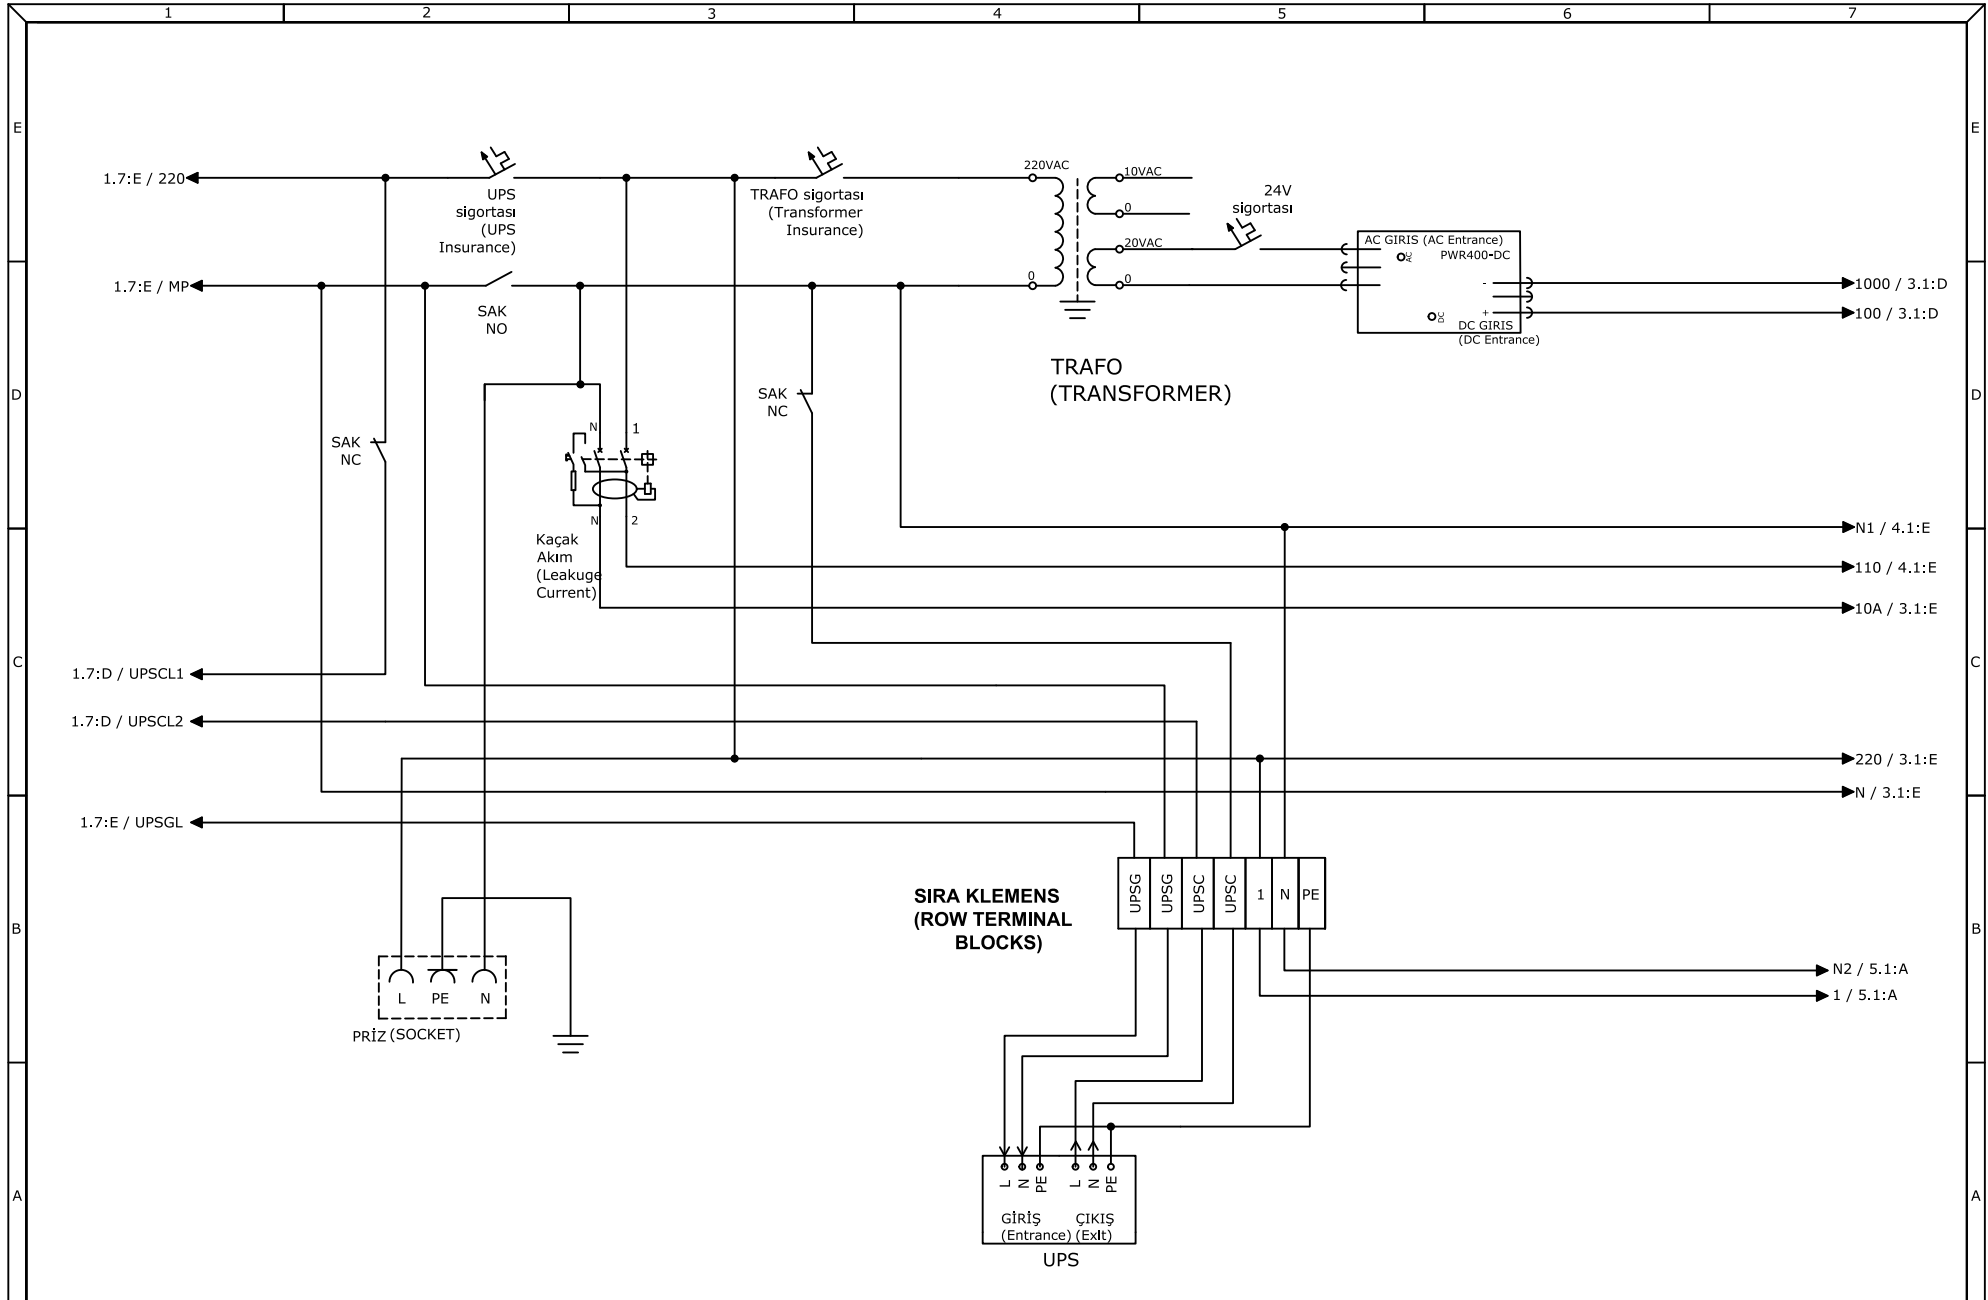 1 2 3 4 5 6 7
E E
1.7:E / 220
UPS
sigortası
(UPS
Insurance)
TRAFO sigortası
(Transformer
Insurance)
220VAC
10VAC
0
20VAC
0
0
24V
sigortası
AC GIRIS (AC Entrance)
PWR400-DC
AC
-
+
DC
DC GIRIS
(DC Entrance)
1000 / 3.1:D
100 / 3.1:D
1.7:E / MP
SAK
NO
TRAFO
(TRANSFORMER)
D D
SAK
NC
SAK
NC
N 1
N 2
Kaçak
Akım
(Leakuge
Current)
N1 / 4.1:E
110 / 4.1:E
10A / 3.1:E
C C
1.7:D / UPSCL1
1.7:D / UPSCL2
220 / 3.1:E
N / 3.1:E
1.7:E / UPSGL
SIRA KLEMENS
(ROW TERMINAL
BLOCKS)
UPSG UPSG UPSC UPSC 1 N PE
B B
N2 / 5.1:A
1 / 5.1:A
L PE N
PRİZ (SOCKET)
A A
L N PE L N PE
GİRİŞ ÇIKIŞ
(Entrance) (Exit)
UPS